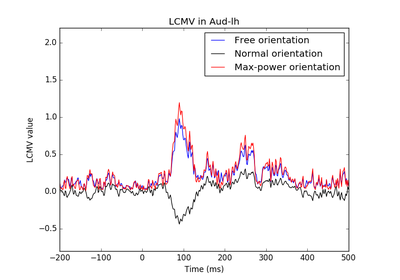 LCMV in Aud-lh
Free orientation
Normal orientation
Max-power orientation
LCMV value
2.0
1.5
1.0
0.5
0.0
−0.5
−200
−100
0
100
200
300
400
500
Time (ms)